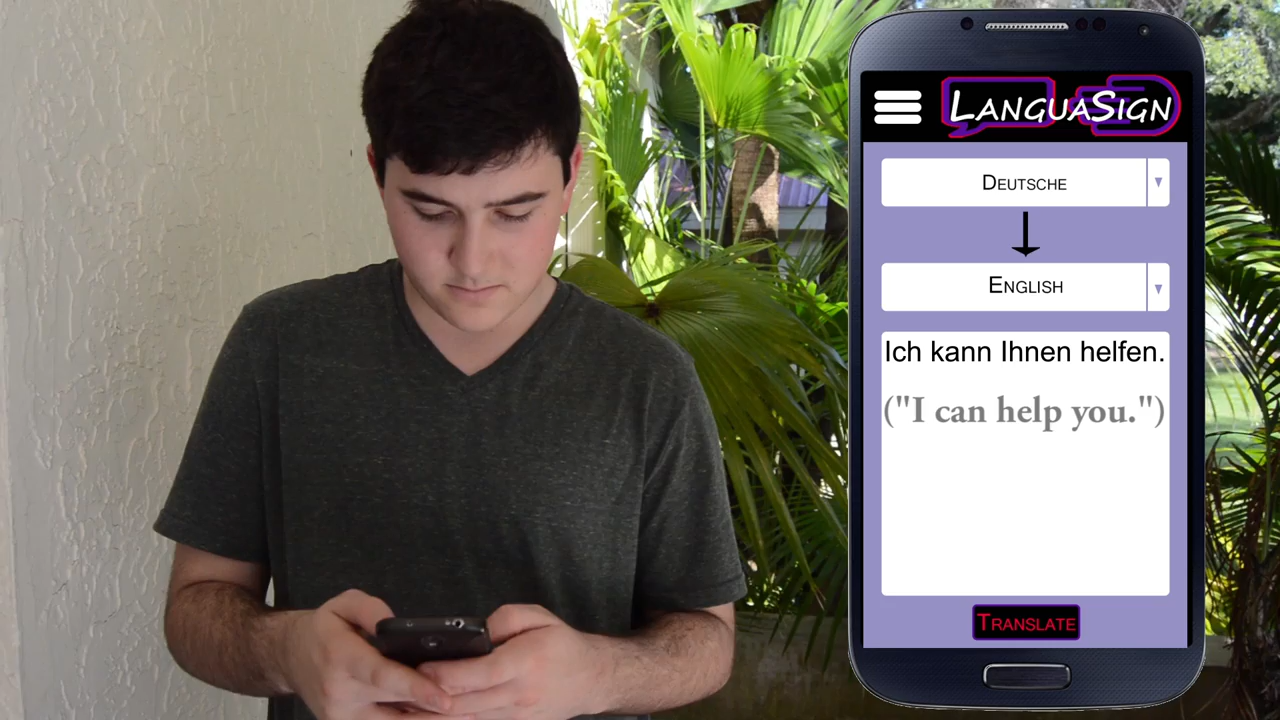 LanguaSign
Deutsche
English
Ich kann Ihnen helfen.
("I can help you.")
Translate